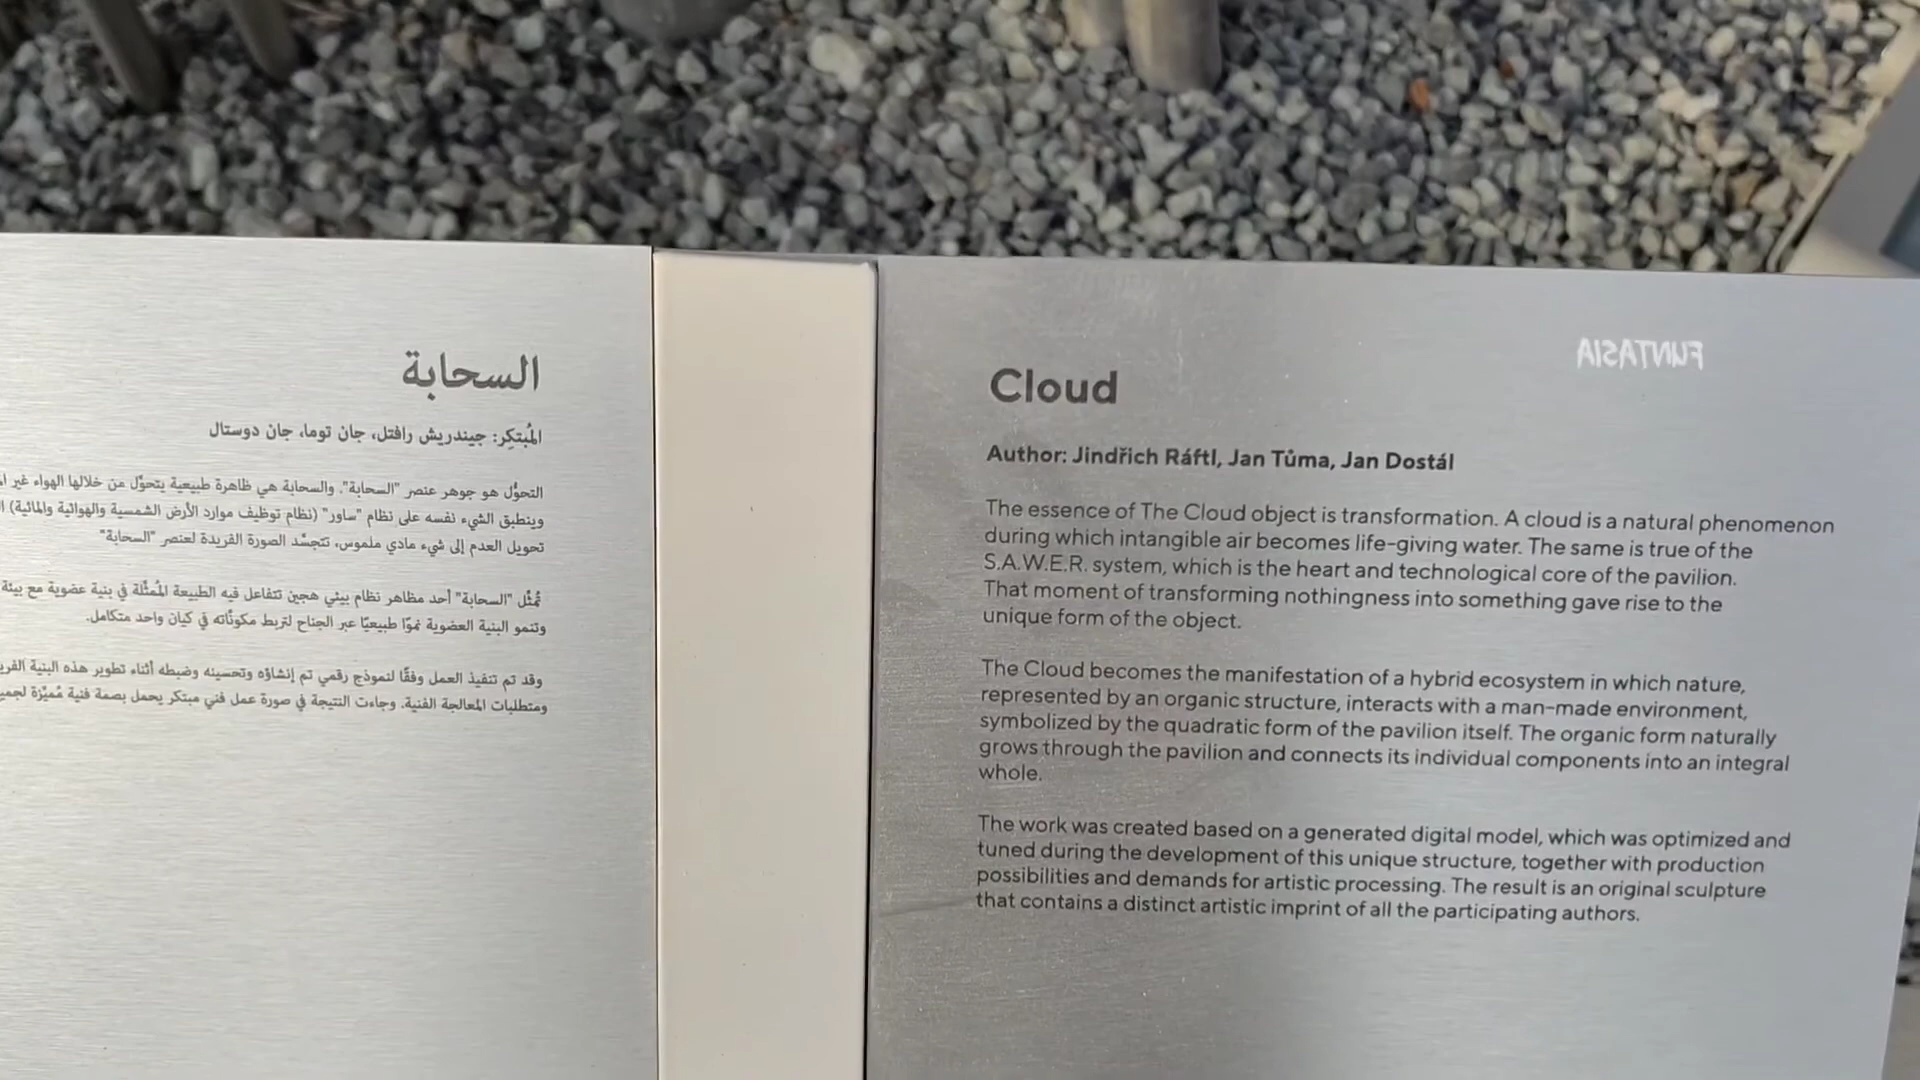 السحابة
المُبتكِر: جيندريش رافتل، جان توما، جان دوستال
التحوُّل هو جوهر عنصر "السحابة". والسحابة هي ظاهرة طبيعية يتحوَّل من خلالها الهواء غير
وينطبق الشيء نفسه على نظام "ساور" (نظام توظيف موارد الأرض الشمسية والهوائية والمائية)
تحويل العدم إلى شيء مادي ملموس، تتجسَّد الصورة الفريدة لعنصر "السحابة"
تُمثِّل "السحابة" أحد مظاهر نظام بيئي هجين تتفاعل فيه الطبيعة المُمثَّلة في بنية عضوية مع بيئة
وتنمو البنية العضوية نموًا طبيعيًا عبر الجناح لتربط مكوناته في كيان واحد متكامل.
وقد تم تنفيذ العمل وفقًا لنموذج رقمي تم إنشاؤه وتحسينه وضبطه أثناء تطوير هذه البنية
ومتطلبات المعالجة الفنية. وجاءت النتيجة في صورة عمل فني مبتكر يحمل بصمة فنية مُميَّزة
FUNTASIA
Cloud
Author: Jindřich Ráftl, Jan Tůma, Jan Dostál
The essence of The Cloud object is transformation. A cloud is a natural phenomenon
during which intangible air becomes life-giving water. The same is true of the
S.A.W.E.R. system, which is the heart and technological core of the pavilion.
That moment of transforming nothingness into something gave rise to the
unique form of the object.
The Cloud becomes the manifestation of a hybrid ecosystem in which nature,
represented by an organic structure, interacts with a man-made environment,
symbolized by the quadratic form of the pavilion itself. The organic form naturally
grows through the pavilion and connects its individual components into an integral
whole.
The work was created based on a generated digital model, which was optimized and
tuned during the development of this unique structure, together with production
possibilities and demands for artistic processing. The result is an original sculpture
that contains a distinct artistic imprint of all the participating authors.